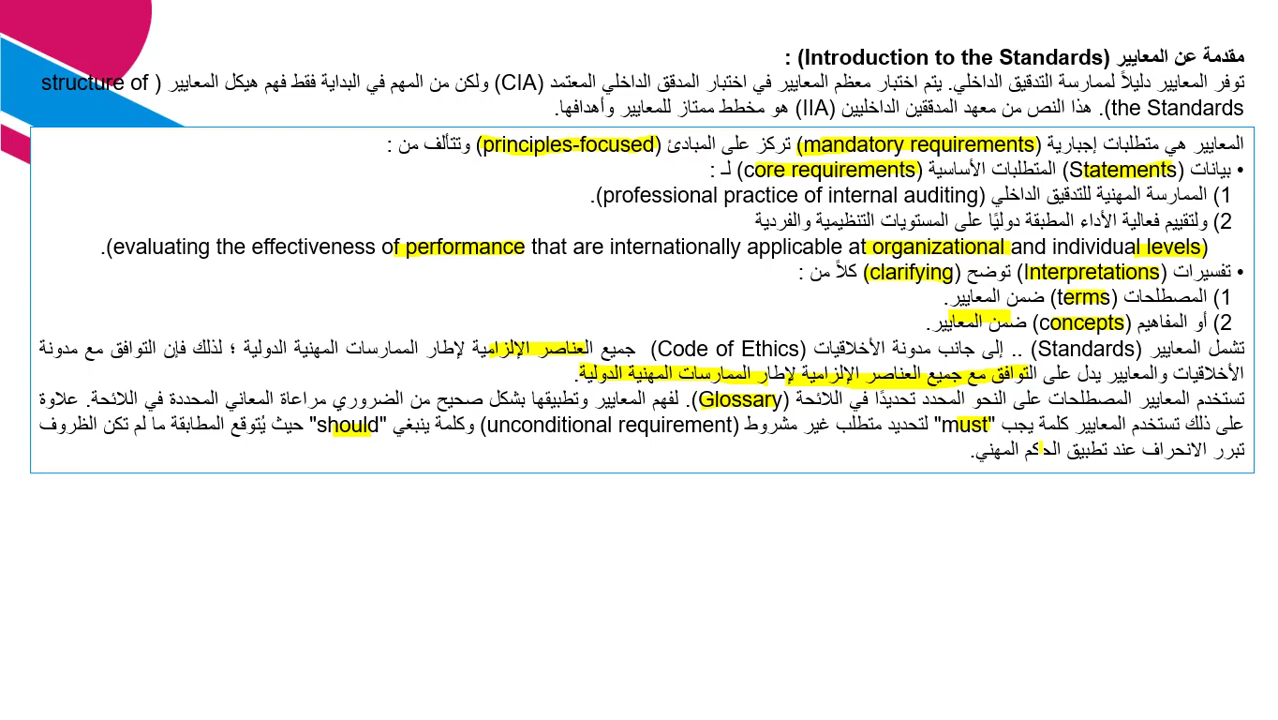 مقدمة عن المعايير (Introduction to the Standards) :
توفر المعايير دليلاً لممارسة التدقيق الداخلي. يتم اختبار معظم المعايير في اختبار المدقق الداخلي المعتمد (CIA) ولكن من المهم في البداية فقط فهم هيكل المعايير ( structure of
the Standards). هذا النص من معهد المدققين الداخليين (IIA) هو مخطط ممتاز للمعايير وأهدافها.
المعايير هي متطلبات إجبارية (mandatory requirements) تركز على المبادئ (principles-focused) وتتألف من :
• بيانات (Statements) المتطلبات الأساسية (core requirements) لـ :
1) الممارسة المهنية للتدقيق الداخلي (professional practice of internal auditing).
2) ولتقييم فعالية الأداء المطبقة دوليًا على المستويات التنظيمية والفردية
(evaluating the effectiveness of performance that are internationally applicable at organizational and individual levels).
• تفسيرات (Interpretations) توضح (clarifying) كلاً من :
1) المصطلحات (terms) ضمن المعايير.
2) أو المفاهيم (concepts) ضمن المعايير.
تشمل المعايير (Standards) .. إلى جانب مدونة الأخلاقيات (Code of Ethics) جميع العناصر الإلزامية لإطار الممارسات المهنية الدولية ؛ لذلك فإن التوافق مع مدونة
الأخلاقيات والمعايير يدل على التوافق مع جميع العناصر الإلزامية لإطار الممارسات المهنية الدولية.
تستخدم المعايير المصطلحات على النحو المحدد تحديدًا في اللائحة (Glossary). لفهم المعايير وتطبيقها بشكل صحيح من الضروري مراعاة المعاني المحددة في اللائحة. علاوة
على ذلك تستخدم المعايير كلمة يجب "must" لتحديد متطلب غير مشروط (unconditional requirement) وكلمة ينبغي "should" حيث يُتوقع المطابقة ما لم تكن الظروف
تبرر الانحراف عند تطبيق الحكم المهني.